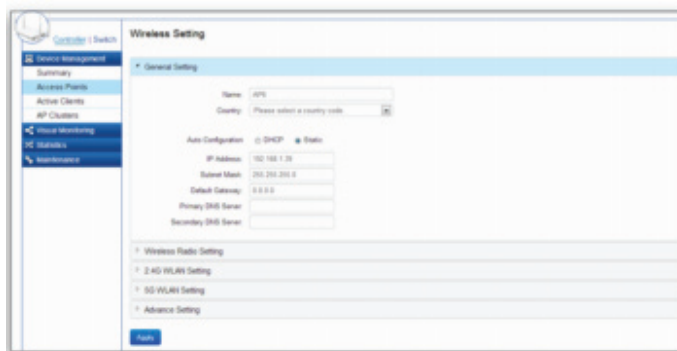 Controller | Switch
Wireless Setting
Device Management
Summary
Access Points
Active Clients
AP Clusters
Visual Monitoring
Statistics
Maintenance
General Setting
Name:
Country: Please select a country code
Auto Configuration DHCP Static
IP Address: 192.168.1.
Subnet Mask: 255.255.255.0
Default Gateway: 0.0.0.0
Primary DNS Server:
Secondary DNS Server:
Wireless Radio Setting
2.4G WLAN Setting
5G WLAN Setting
Advance Setting
Apply